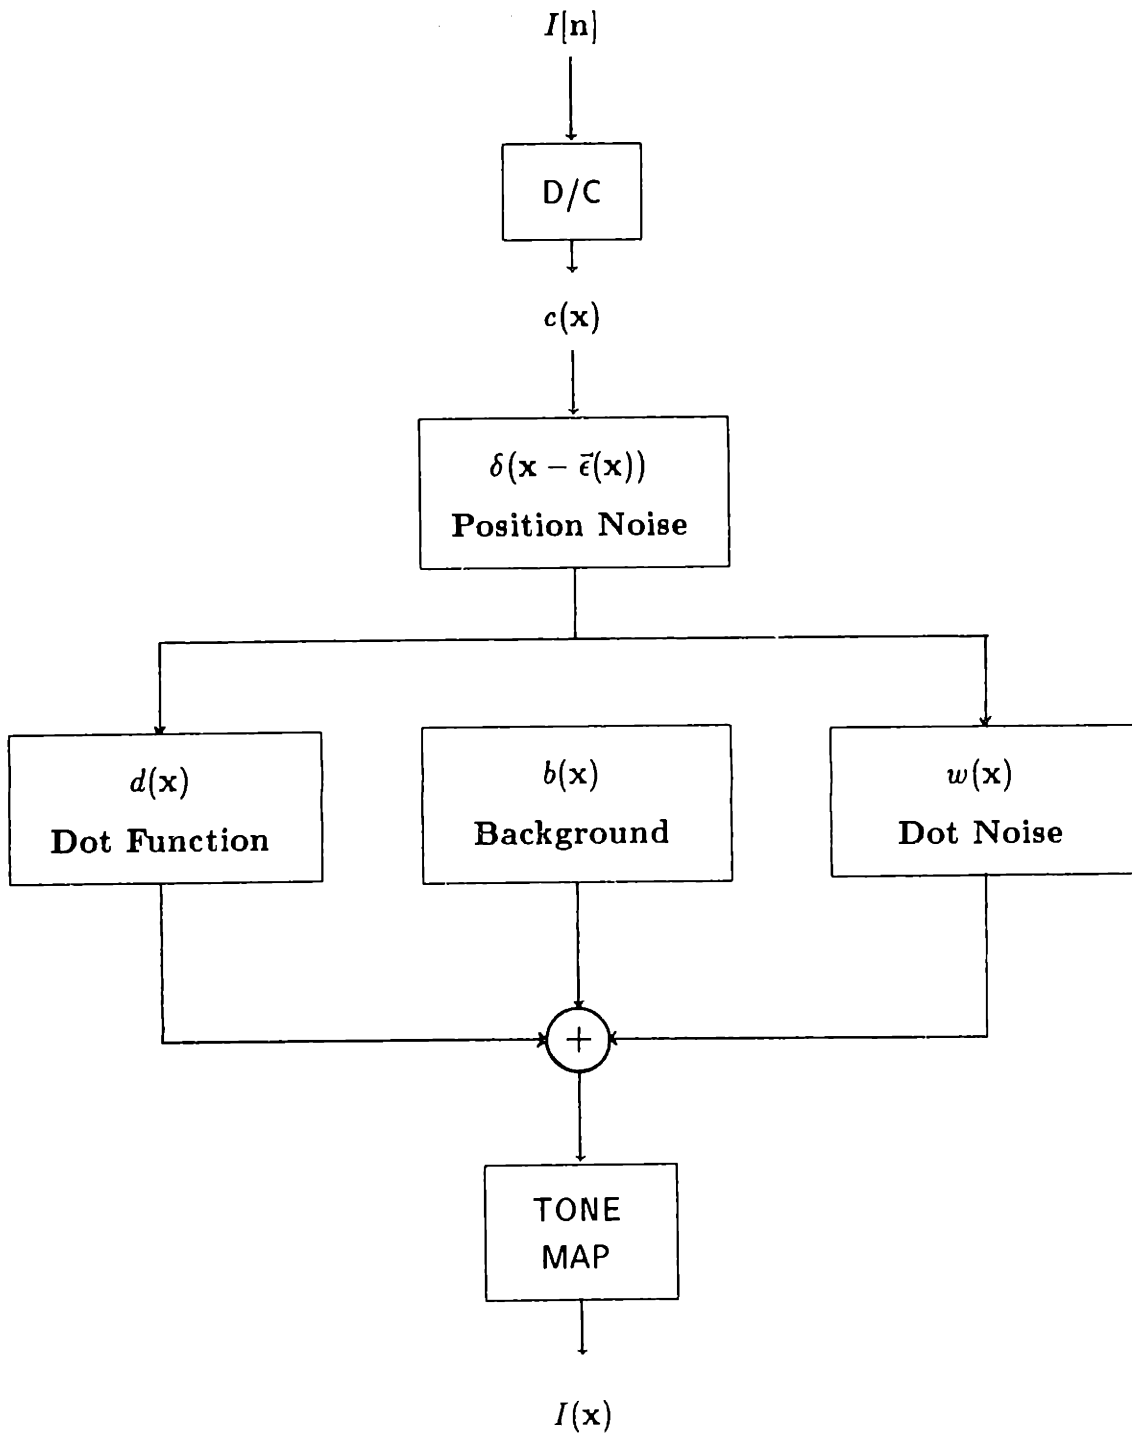 I[n]
D/C
c(x)
δ(x − ε⃗(x))
Position Noise
d(x)
Dot Function
b(x)
Background
w(x)
Dot Noise
+
TONE
MAP
I(x)